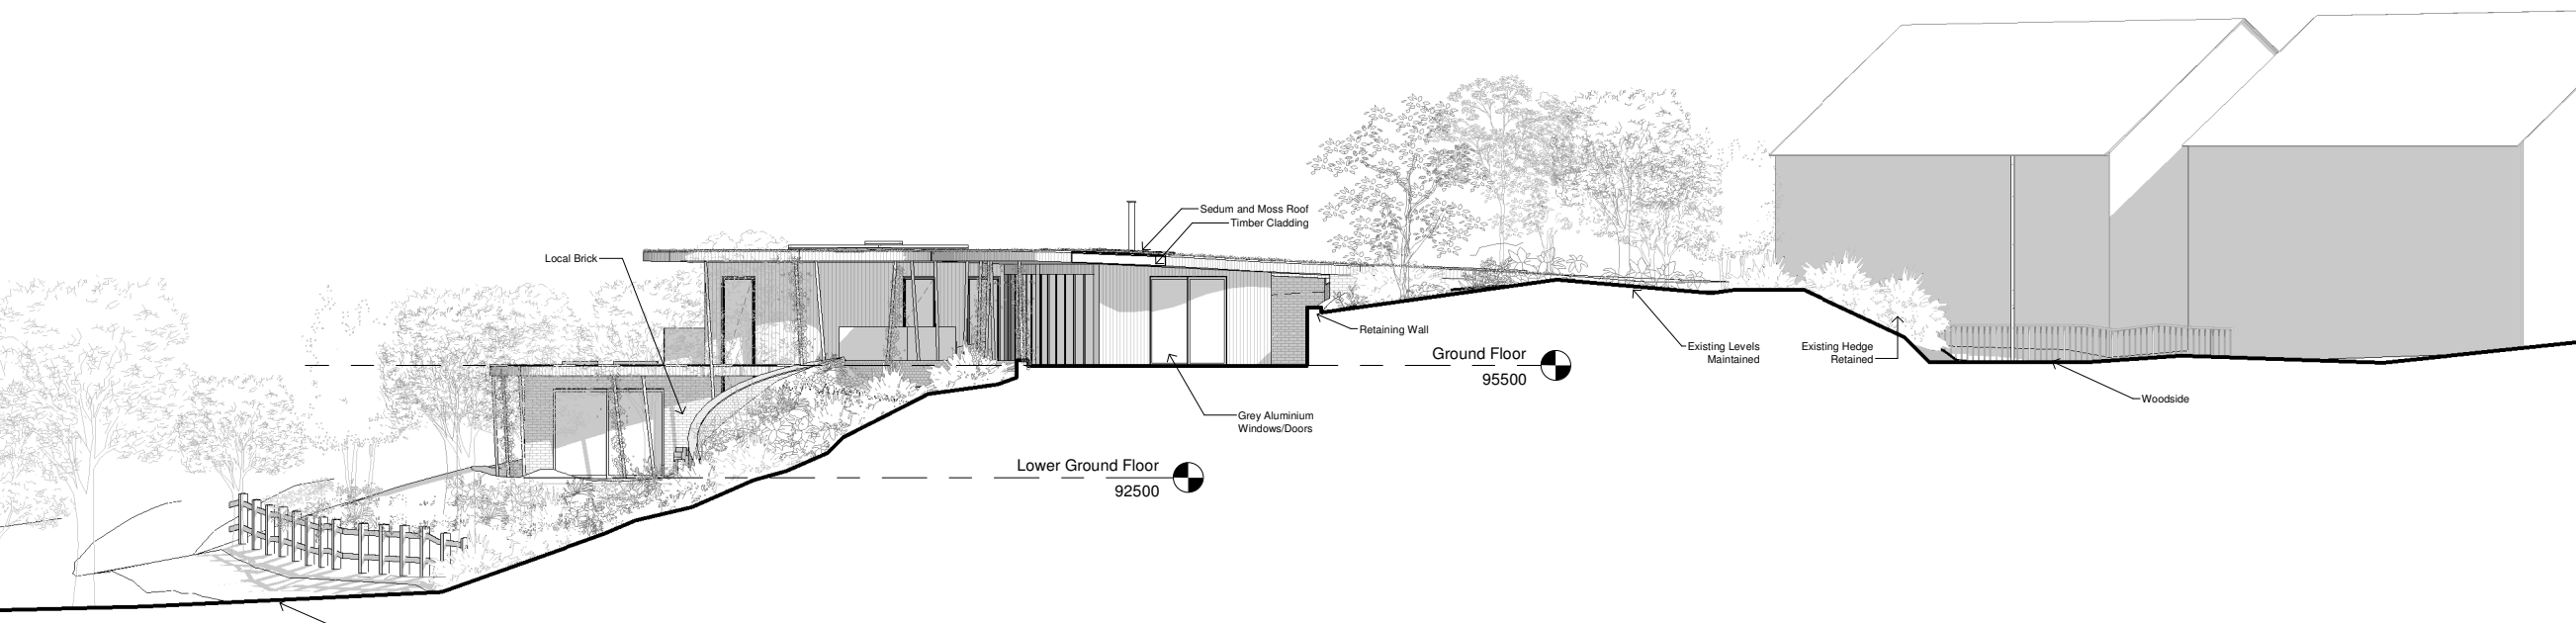 Sedum and Moss Roof
Timber Cladding
Local Brick
Retaining Wall
Ground Floor
95500
Existing Levels
Maintained
Existing Hedge
Retained
Woodside
Grey Aluminium
Windows/Doors
Lower Ground Floor
92500